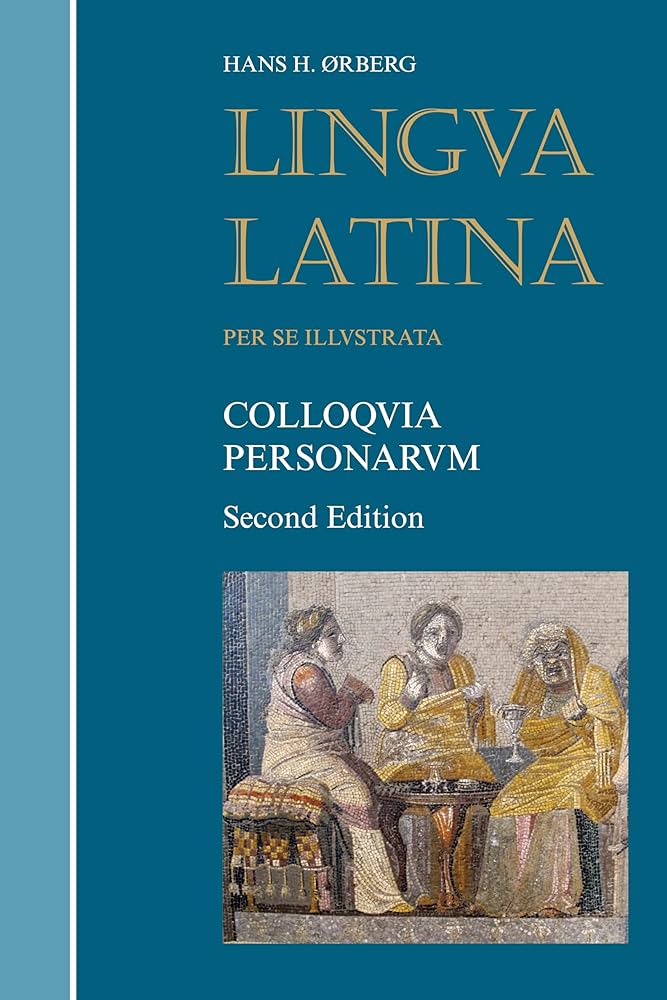 HANS H. ØRBERG
LINGVA
LATINA
PER SE ILLVSTRATA
COLLOQVIA
PERSONARVM
Second Edition